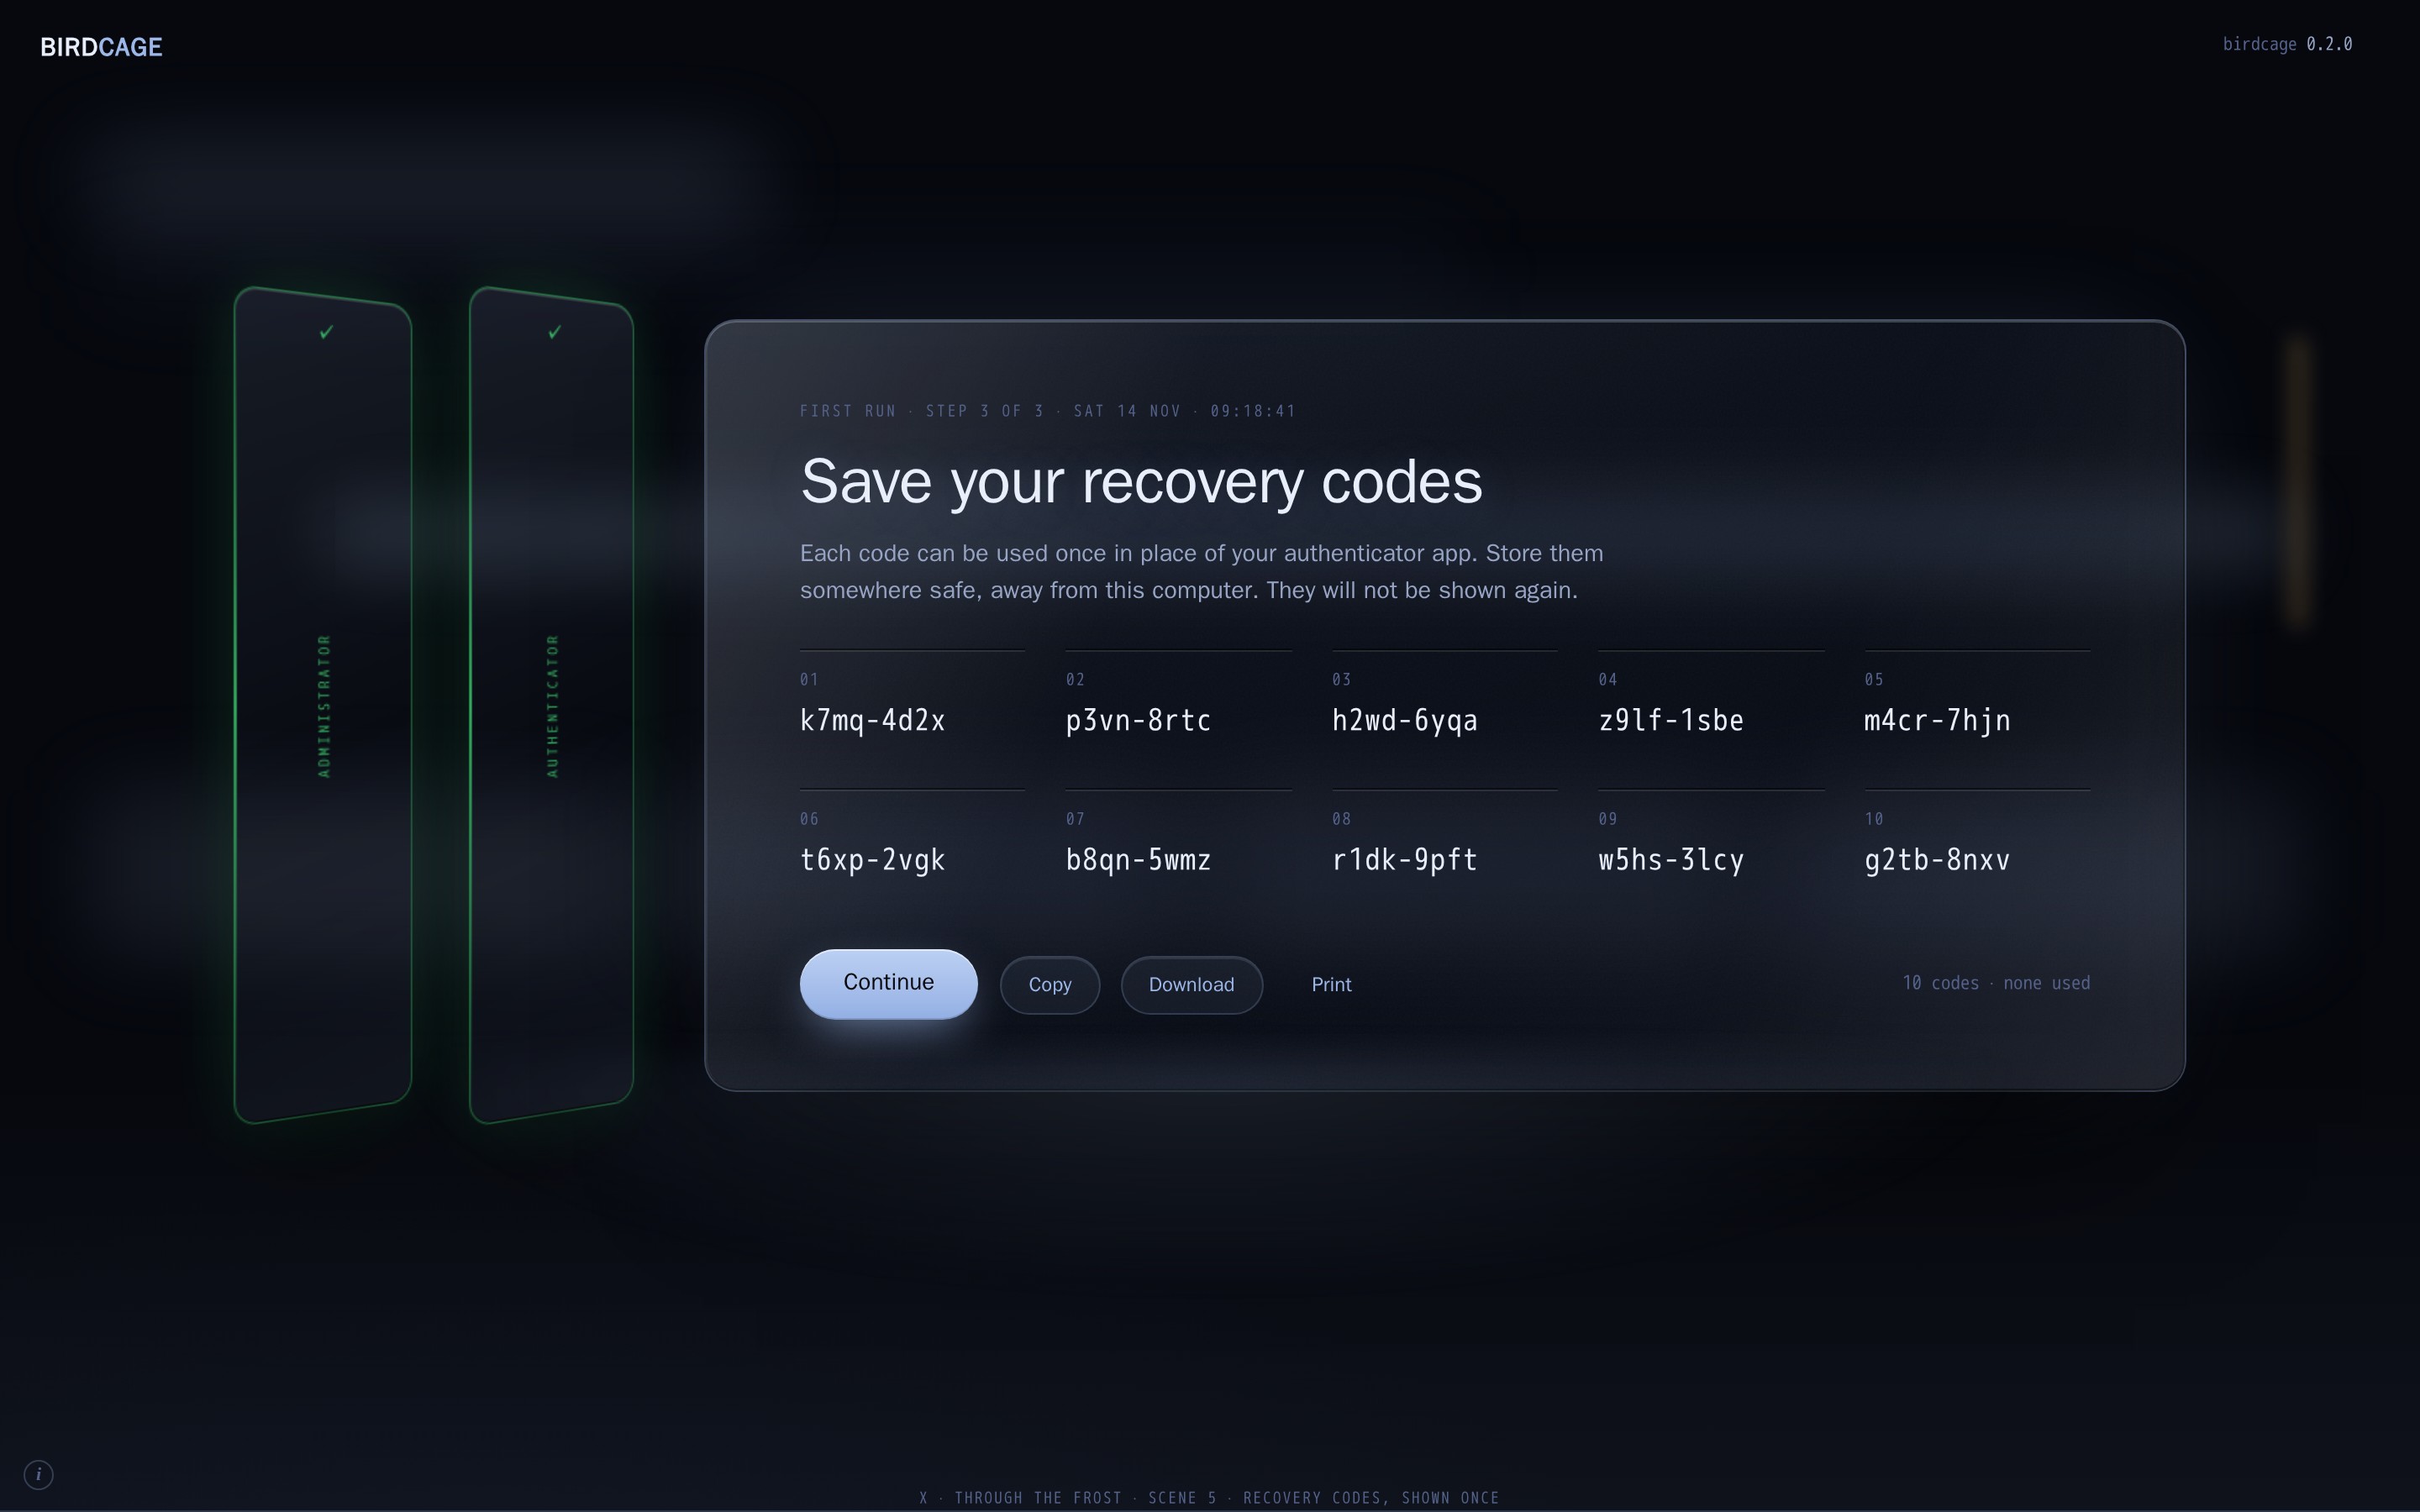 BIRDCAGE
birdcage 0.2.0
✓
ADMINISTRATOR
✓
AUTHENTICATOR
FIRST RUN · STEP 3 OF 3 · SAT 14 NOV · 09:18:41
Save your recovery codes
Each code can be used once in place of your authenticator app. Store them
somewhere safe, away from this computer. They will not be shown again.
01 02 03 04 05
k7mq-4d2x p3vn-8rtc h2wd-6yqa z9lf-1sbe m4cr-7hjn
06 07 08 09 10
t6xp-2vgk b8qn-5wmz r1dk-9pft w5hs-3lcy g2tb-8nxv
Continue Copy Download Print 10 codes · none used
i
X · THROUGH THE FROST · SCENE 5 · RECOVERY CODES, SHOWN ONCE